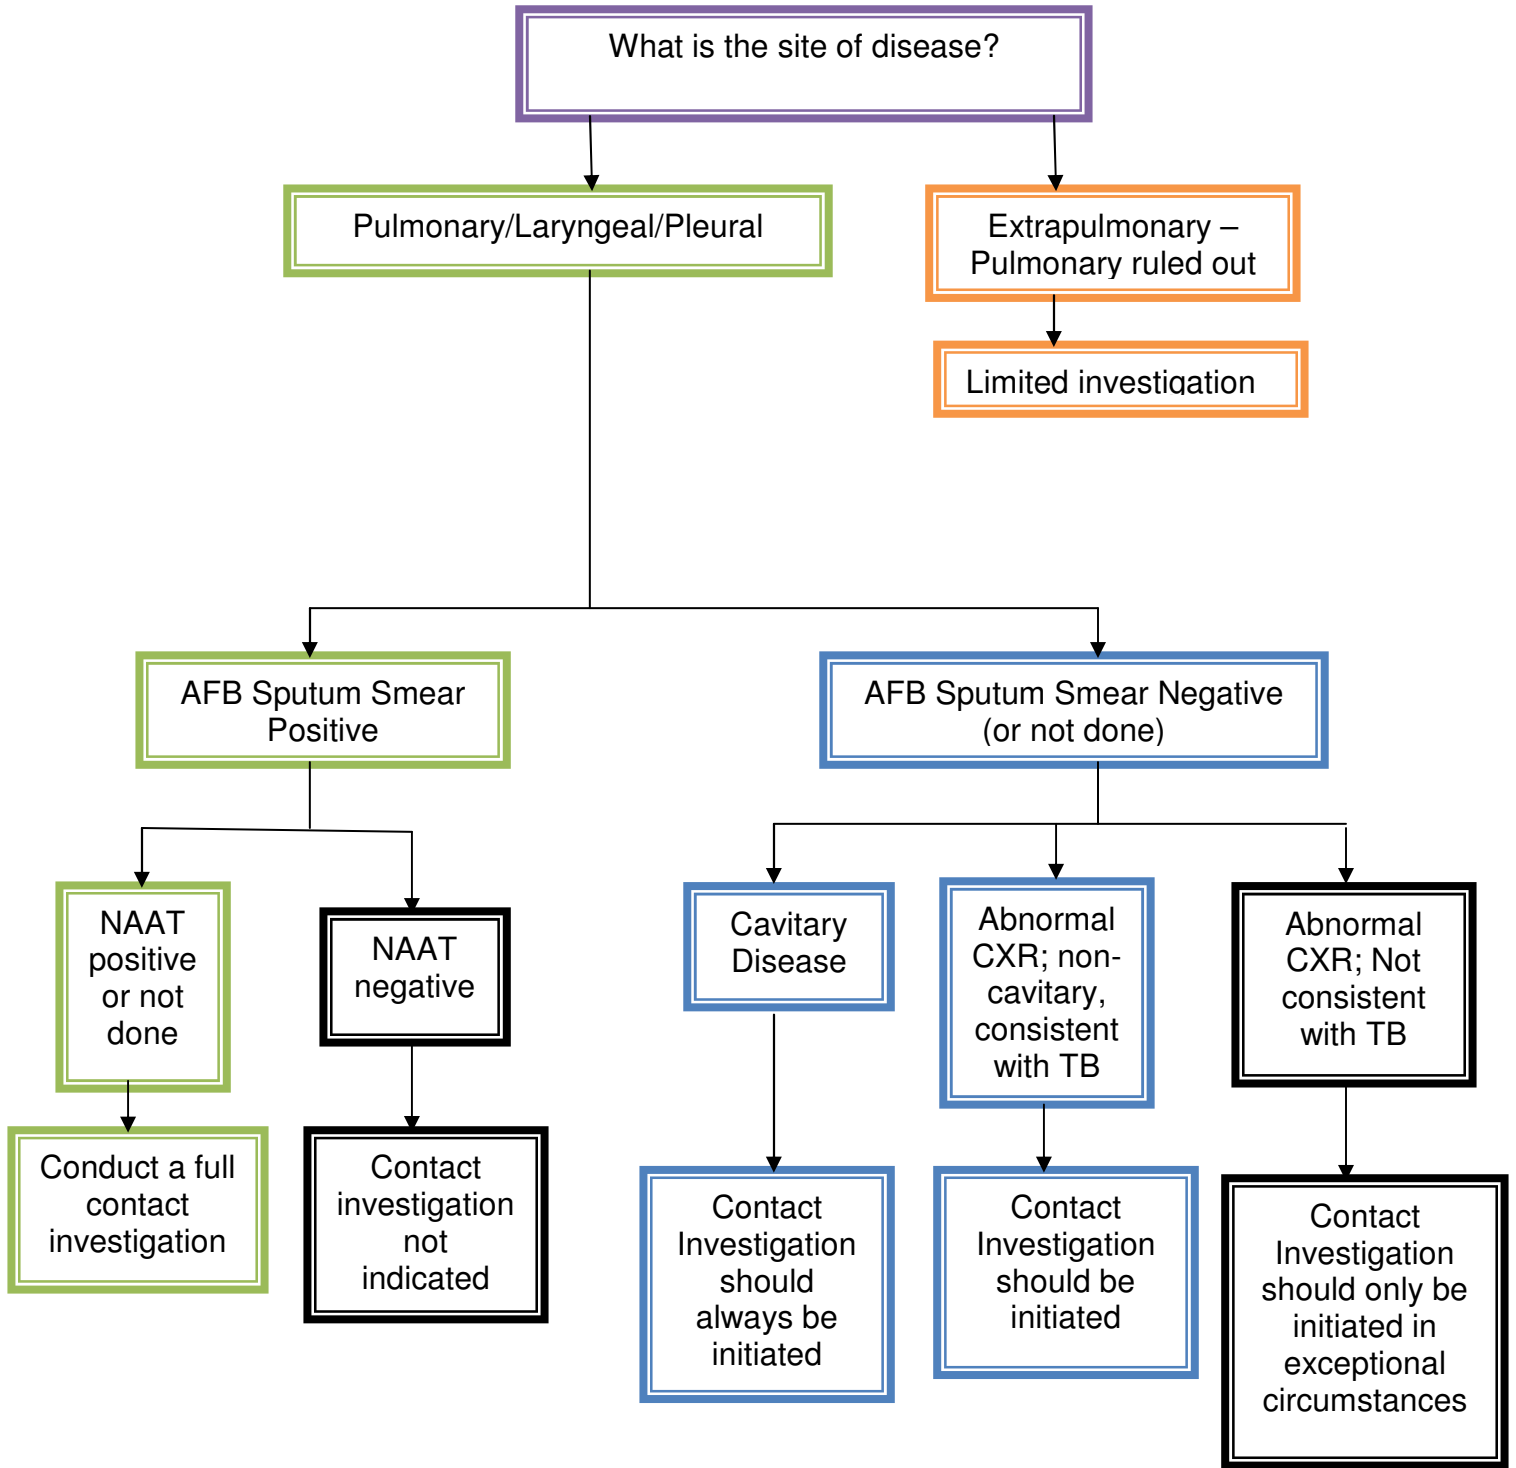 What is the site of disease?
Pulmonary/Laryngeal/Pleural
Extrapulmonary –
Pulmonary ruled out
Limited investigation
AFB Sputum Smear
Positive
AFB Sputum Smear Negative
(or not done)
NAAT
positive
or not
done
NAAT
negative
Cavitary
Disease
Abnormal
CXR; non-
cavitary,
consistent
with TB
Abnormal
CXR; Not
consistent
with TB
Conduct a full
contact
investigation
Contact
investigation
not
indicated
Contact
Investigation
should
always be
initiated
Contact
Investigation
should be
initiated
Contact
Investigation
should only be
initiated in
exceptional
circumstances